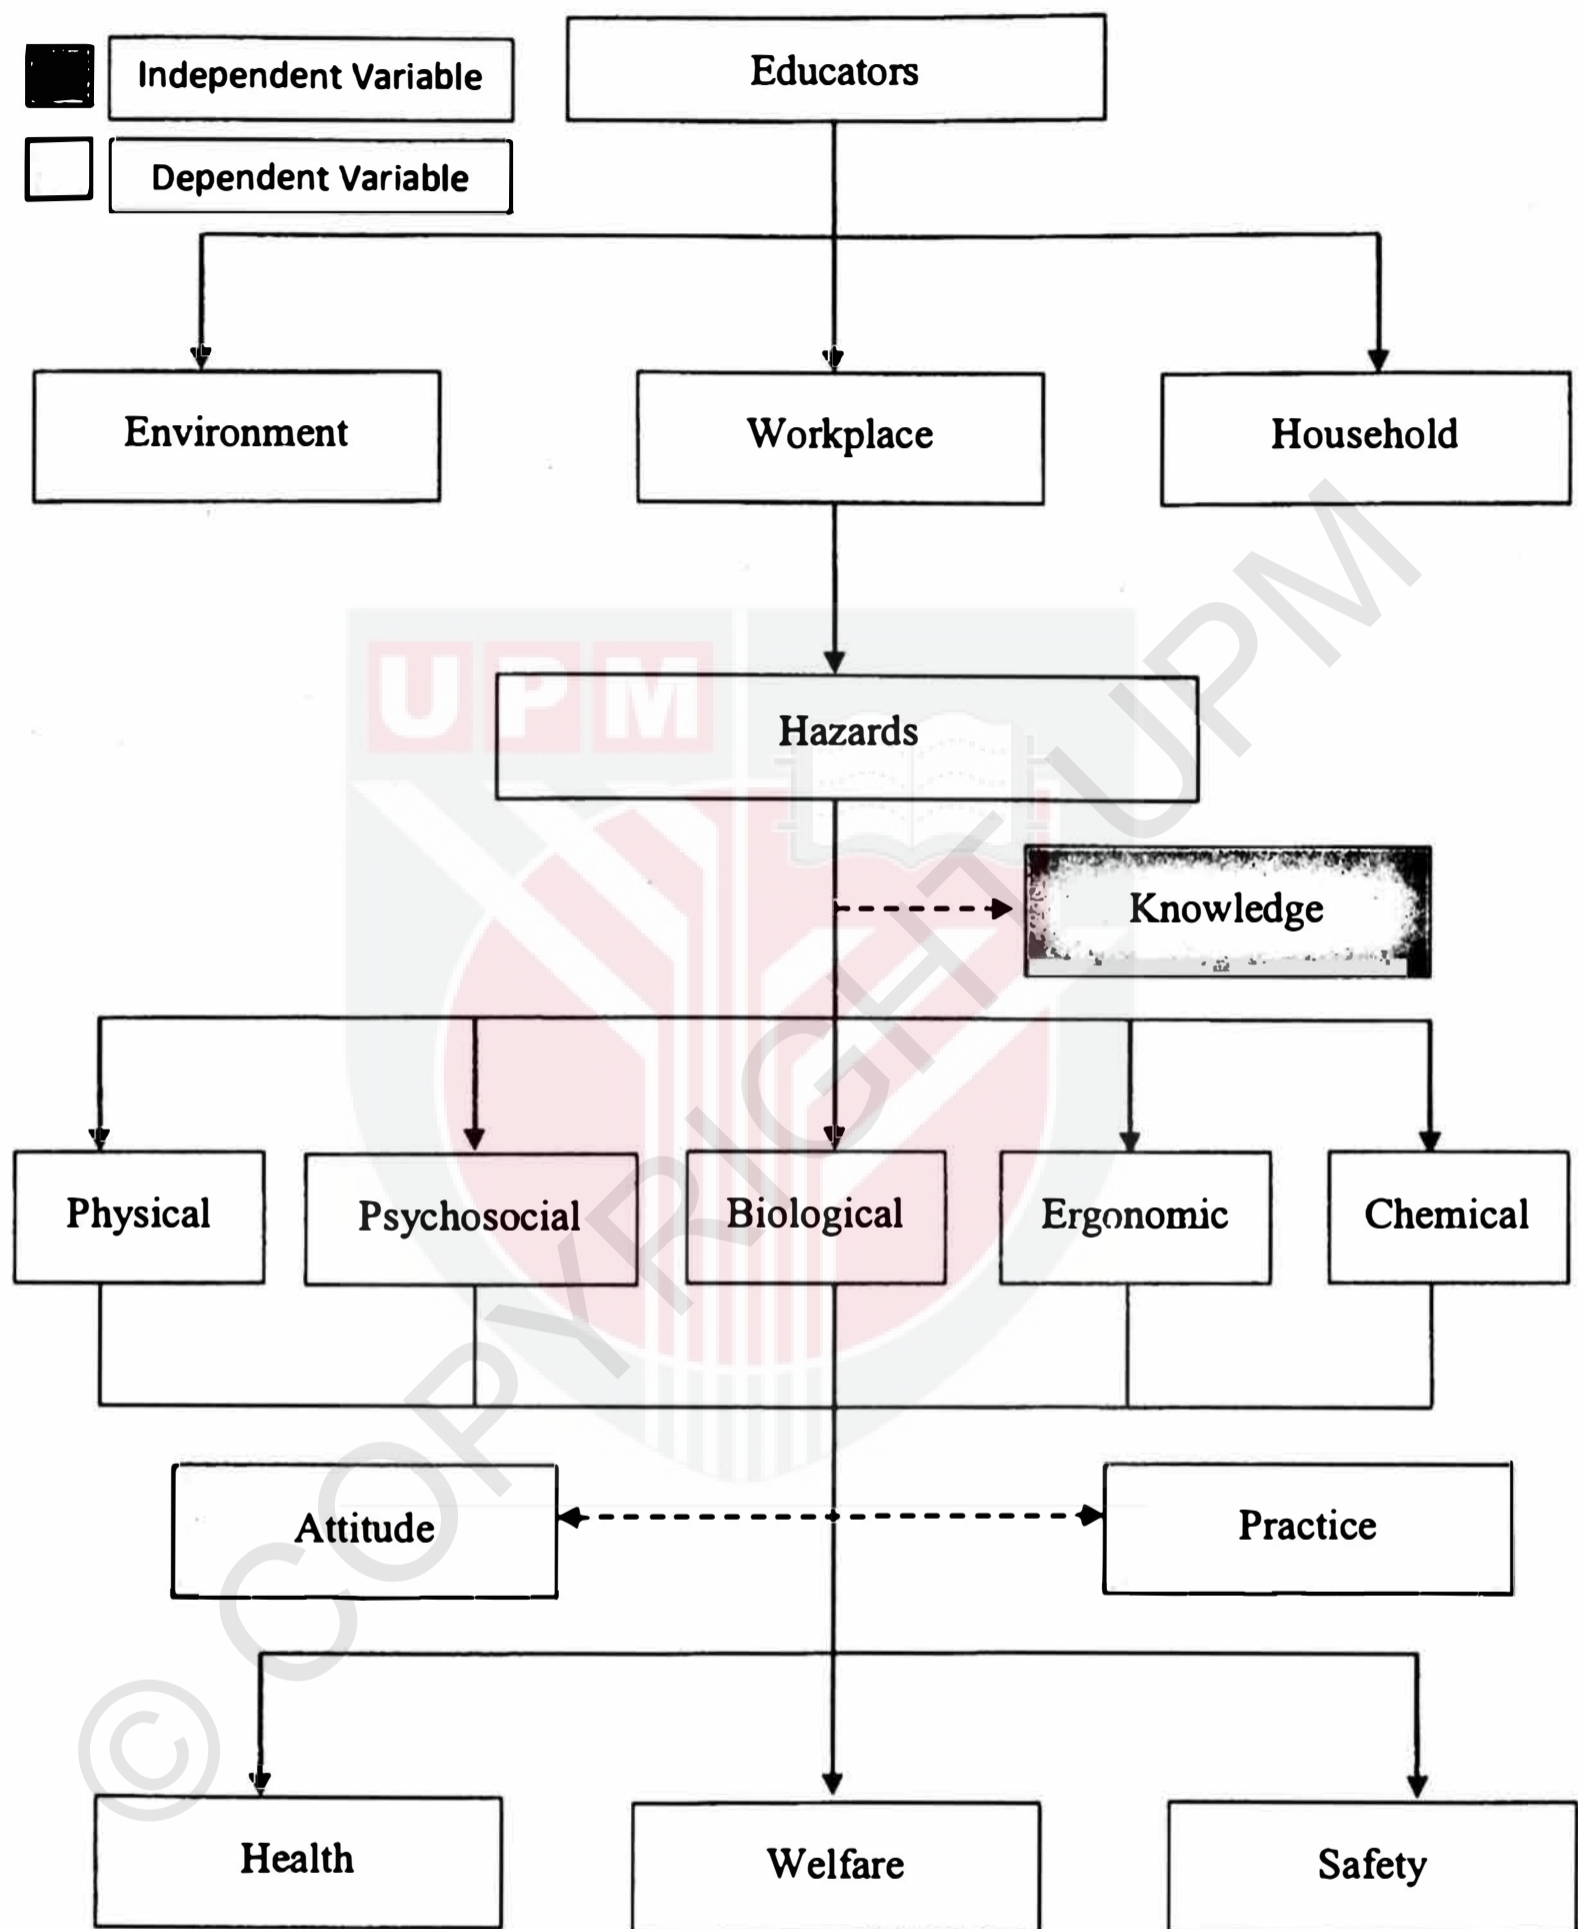 Independent Variable
Dependent Variable
Educators
Environment
Workplace
Household
UPM
Hazards
Knowledge
Physical
Psychosocial
Biological
Ergonomic
Chemical
Attitude
Practice
Health
Welfare
Safety
© COPYRIGHT UPM